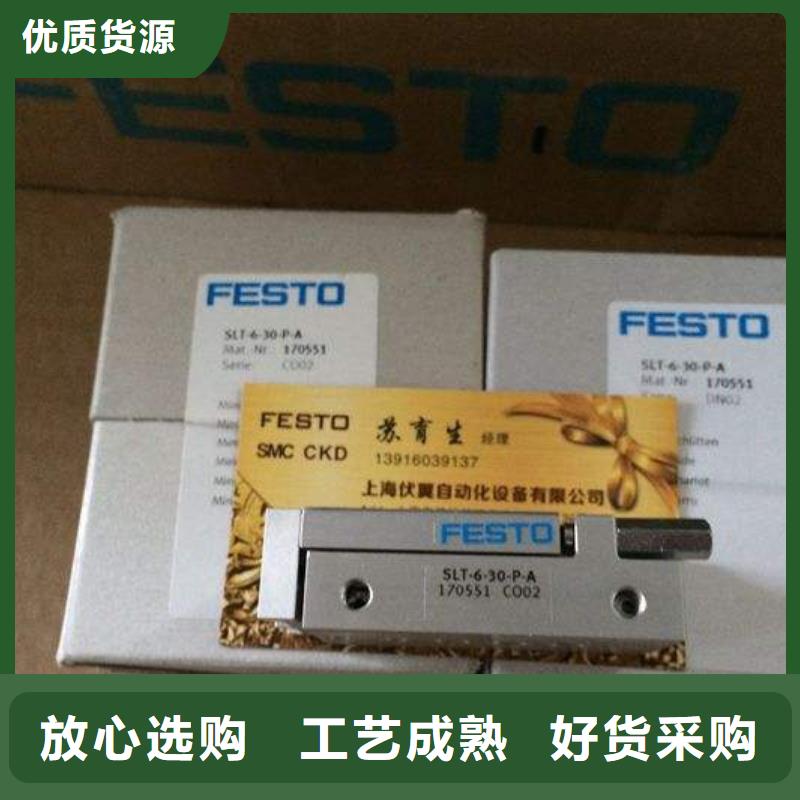 优质货源
FESTO
FESTO
SLT-6-30-P-A
Mat.-Nr.: 170551
Serie: CO02
FESTO
SLT-6-30-P-A
Mat.-Nr.: 170551
DN02
FESTO
SMC CKD
苏育生 经理
13916039137
上海伏翼自动化设备有限公司
FESTO
SLT-6-30-P-A
170551 CO02
放心选购 工艺成熟 好货采购